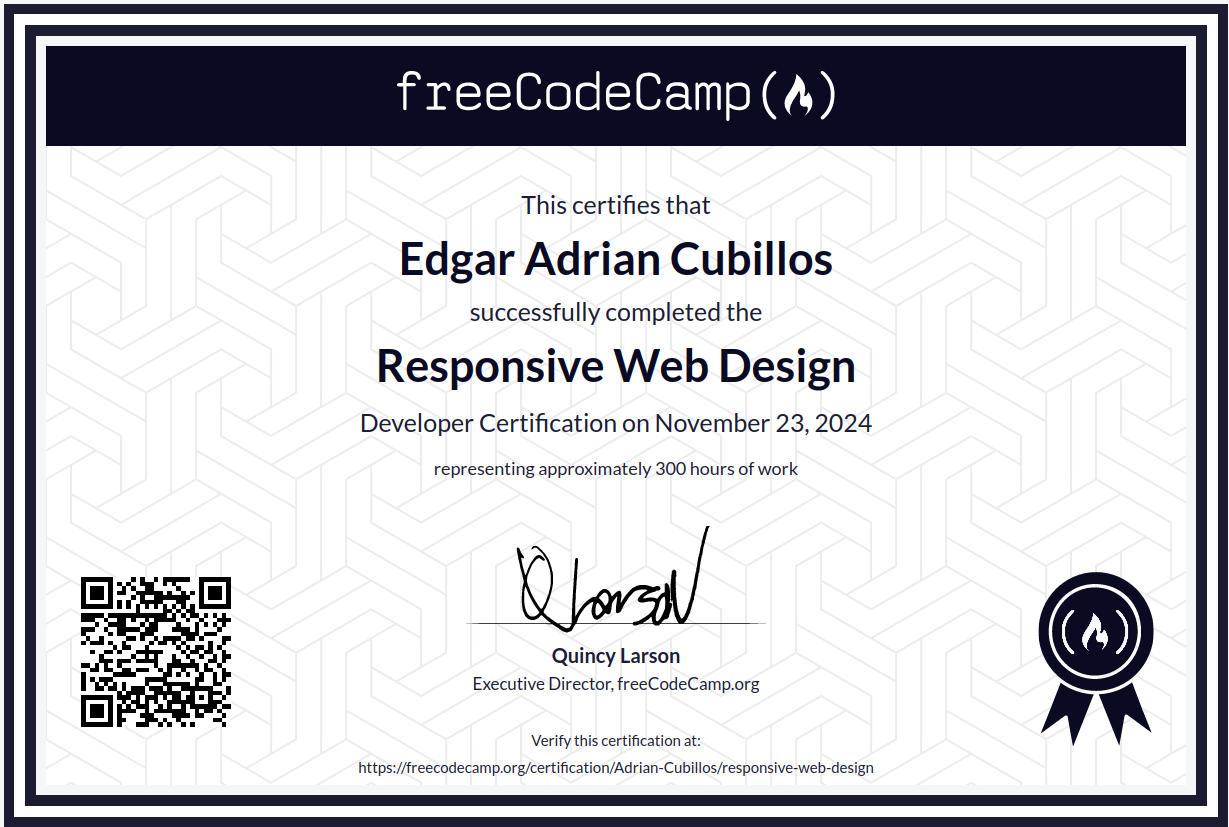 freeCodeCamp
This certifies that
Edgar Adrian Cubillos
successfully completed the
Responsive Web Design
Developer Certification on November 23, 2024
representing approximately 300 hours of work
Q Larson
Quincy Larson
Executive Director, freeCodeCamp.org
Verify this certification at:
https://freecodecamp.org/certification/Adrian-Cubillos/responsive-web-design